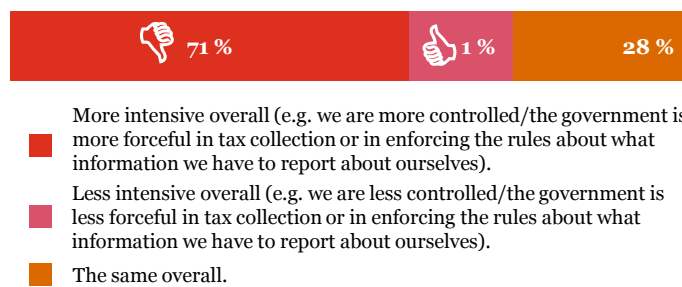 71 % 1 % 28 %
More intensive overall (e.g. we are more controlled/the government is
more forceful in tax collection or in enforcing the rules about what
information we have to report about ourselves).
Less intensive overall (e.g. we are less controlled/the government is
less forceful in tax collection or in enforcing the rules about what
information we have to report about ourselves).
The same overall.